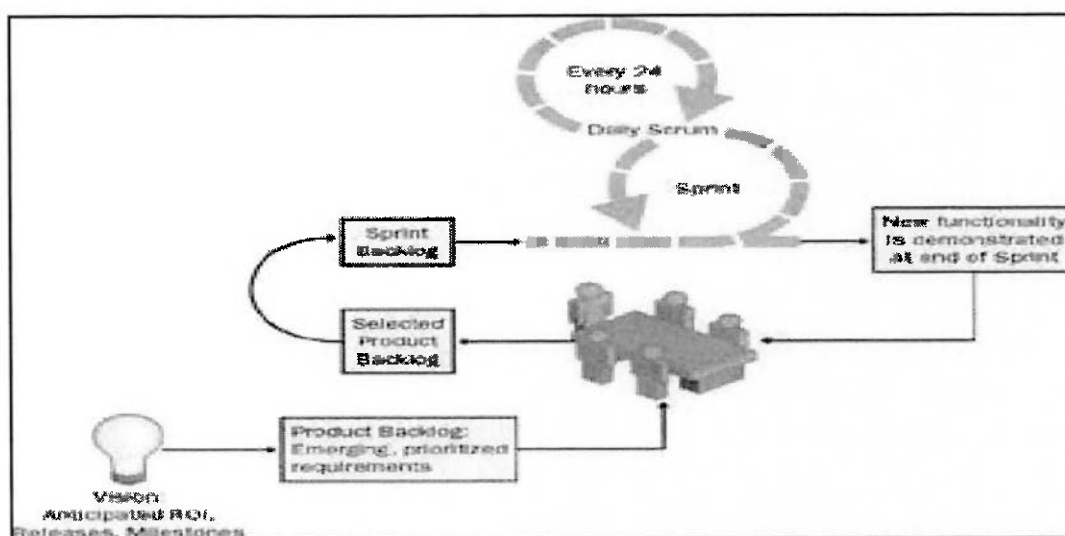 Every 24
hours
Daily Scrum
Sprint
Sprint
Backlog
New functionality
is demonstrated
at end of Sprint
Selected
Product
Backlog
Product Backlog:
Emerging, prioritized
requirements
Vision:
Anticipated ROI,
Releases, Milestones